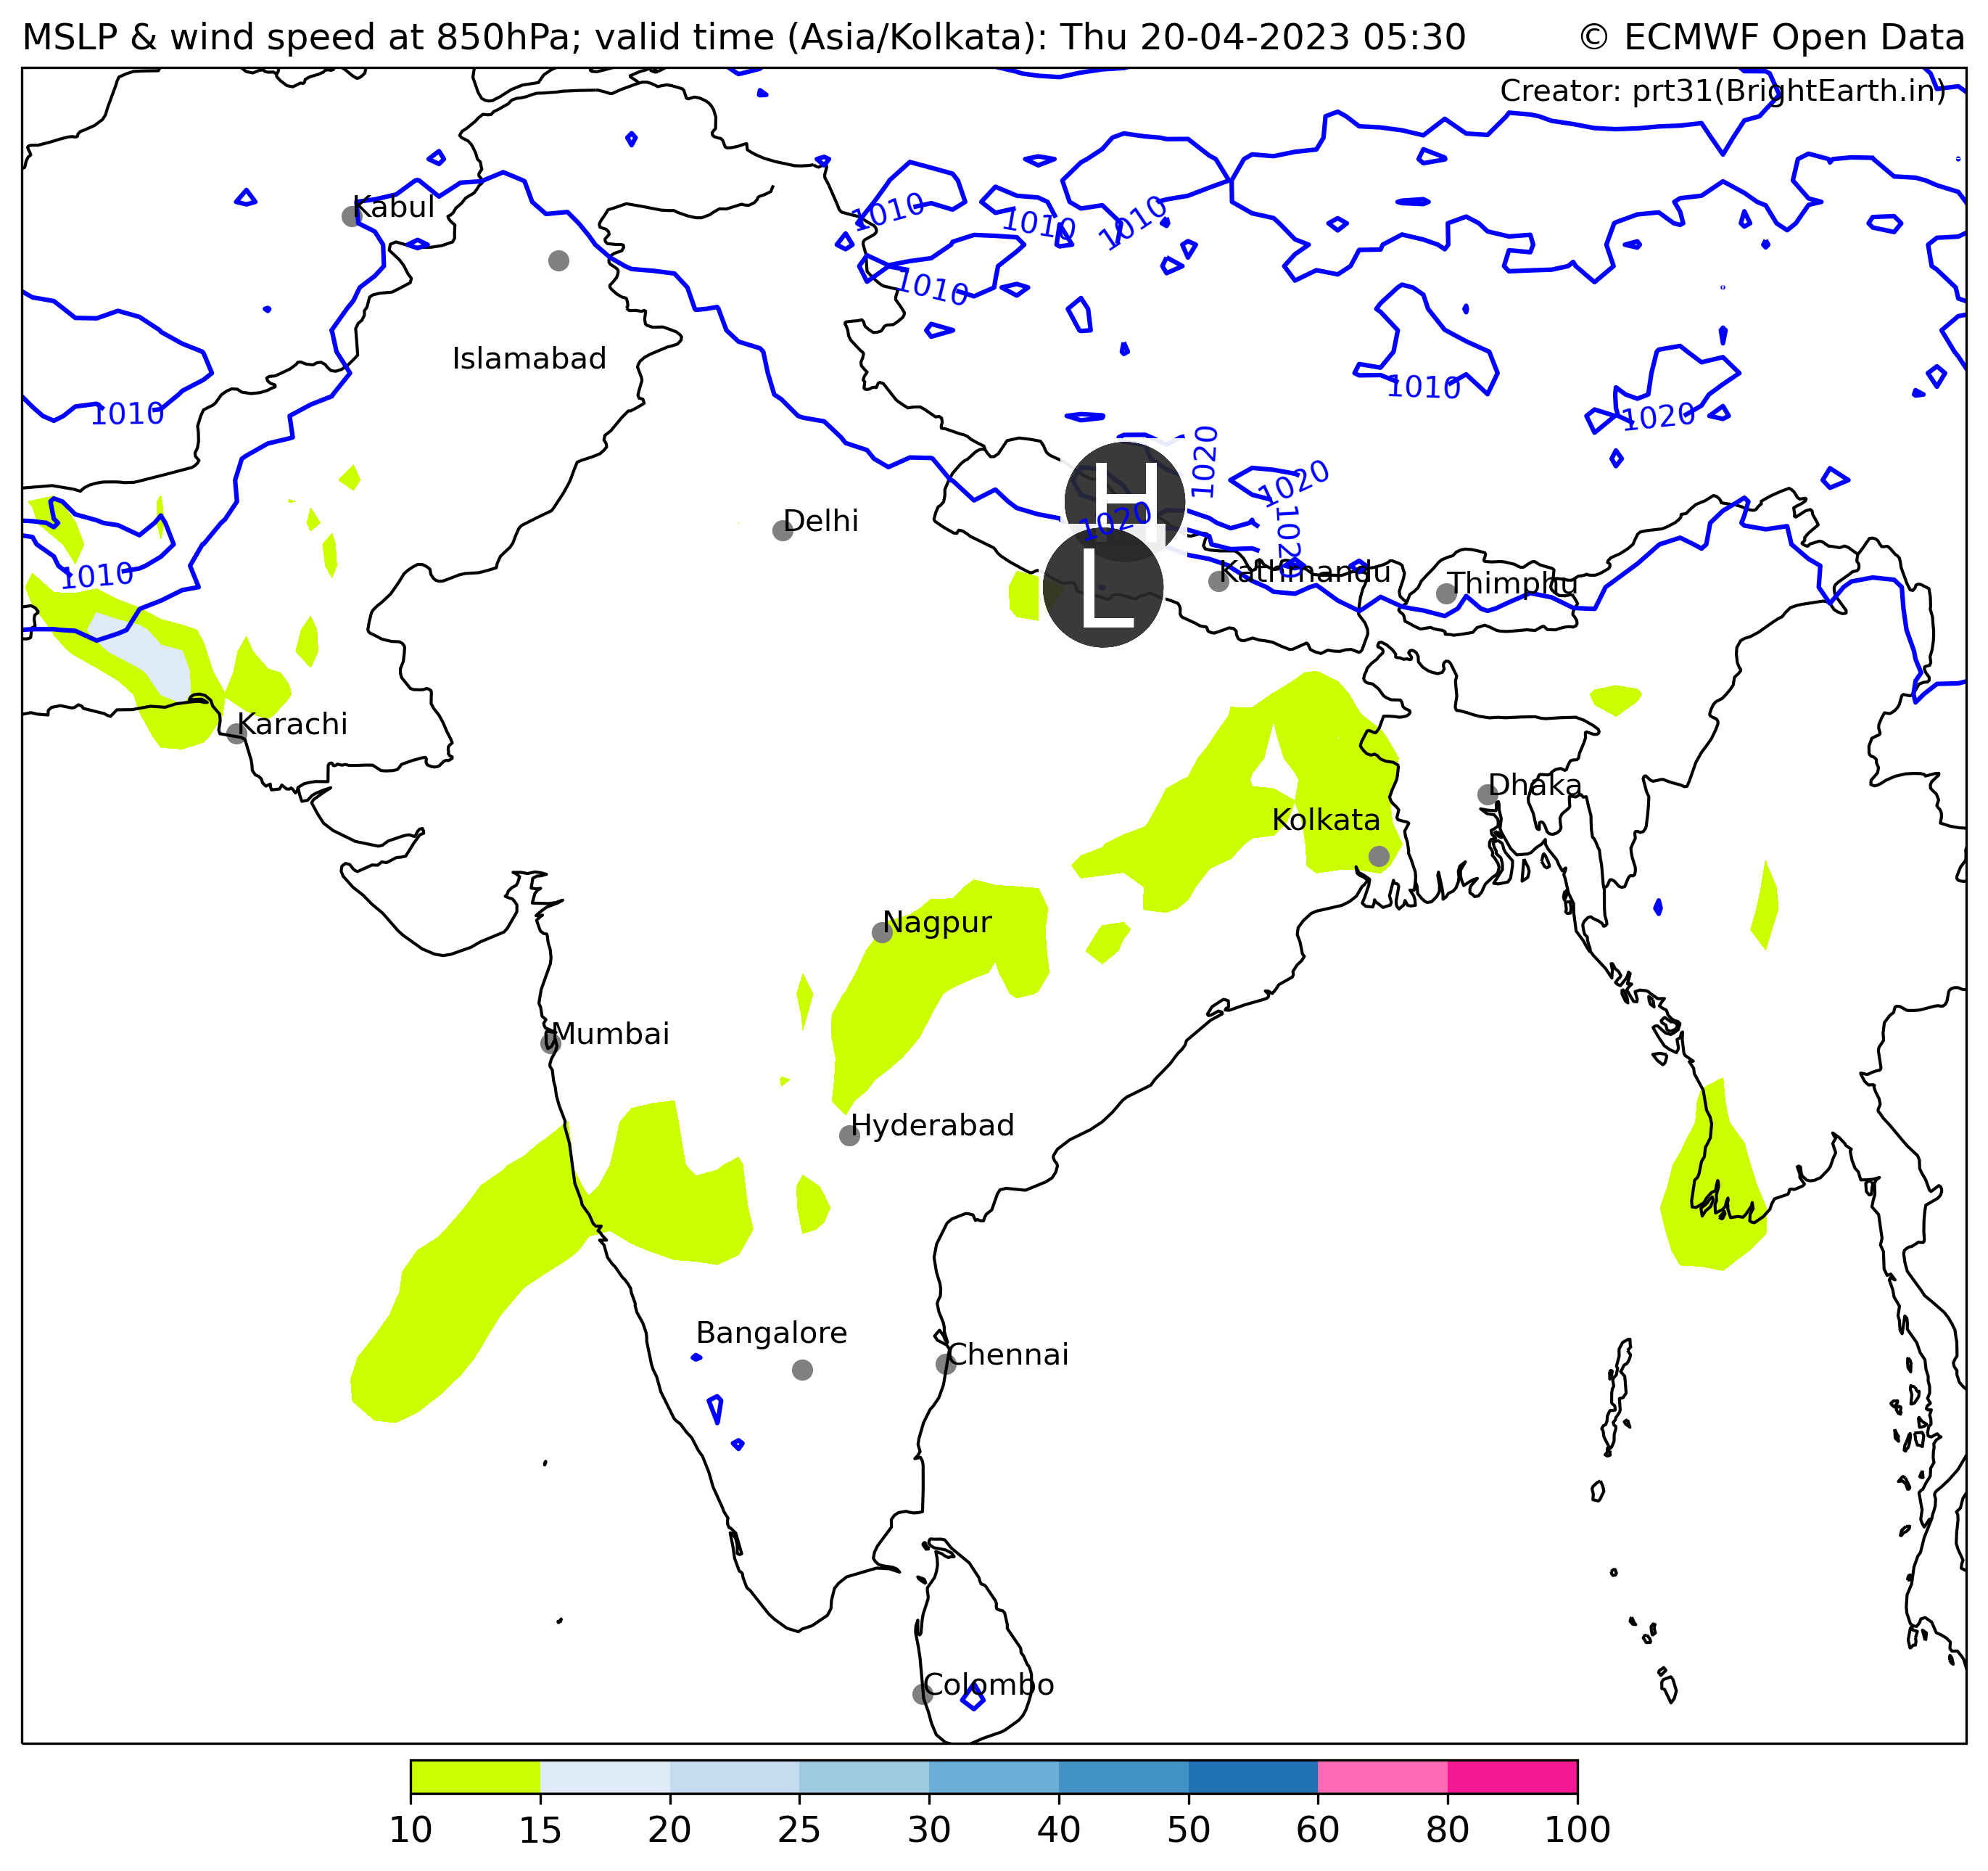 MSLP & wind speed at 850hPa; valid time (Asia/Kolkata): Thu 20-04-2023 05:30 © ECMWF Open Data
Creator: prt31(BrightEarth.in)
Kabul
1010
1010
1010
1010
Islamabad
1010
1010
1020
1020
1020
H
1020
Delhi
1020
1010
L
Kathmandu
Thimphu
Karachi
Dhaka
Kolkata
Nagpur
Mumbai
Hyderabad
Bangalore
Chennai
Colombo
10 15 20 25 30 40 50 60 80 100